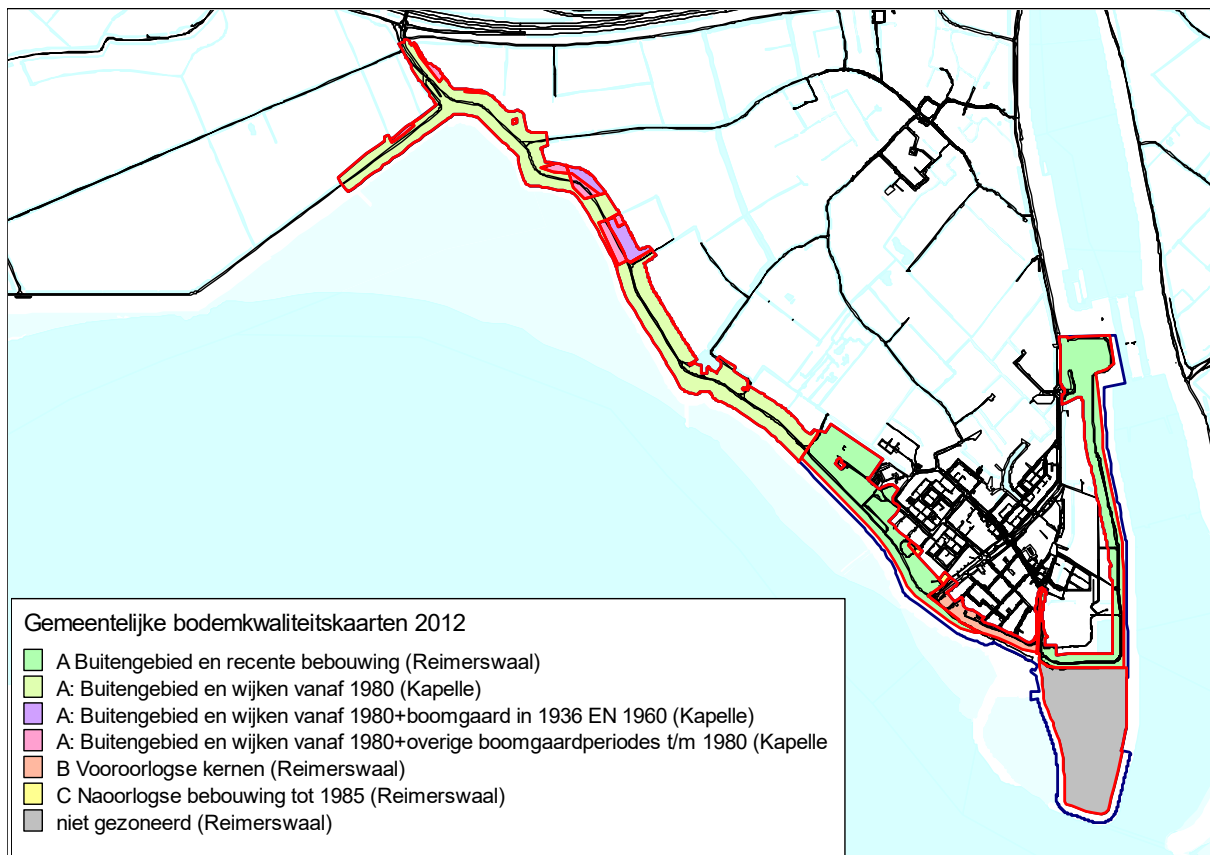 Gemeentelijke bodemkwaliteitskaarten 2012
A Buitengebied en recente bebouwing (Reimerswaal)
A: Buitengebied en wijken vanaf 1980 (Kapelle)
A: Buitengebied en wijken vanaf 1980+boomgaard in 1936 EN 1960 (Kapelle)
A: Buitengebied en wijken vanaf 1980+overige boomgaardperiodes t/m 1980 (Kapelle
B Vooroorlogse kernen (Reimerswaal)
C Naoorlogse bebouwing tot 1985 (Reimerswaal)
niet gezoneerd (Reimerswaal)